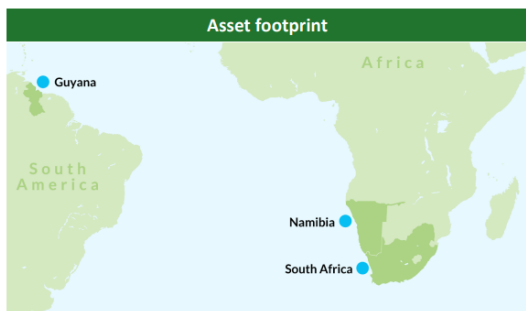 Asset footprint
Africa
Guyana
South
America
Namibia
South Africa